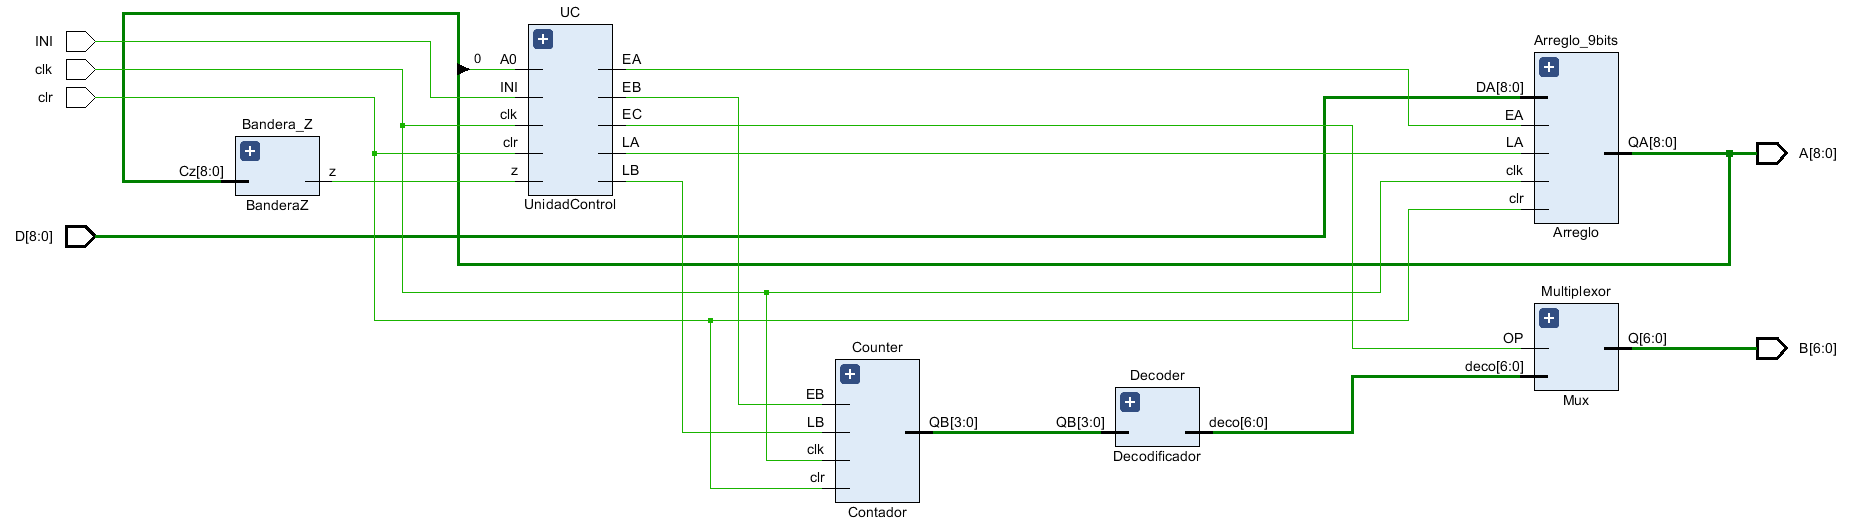 INI
clk
clr
D[8:0]
Bandera_Z
Cz[8:0]
z
BanderaZ
UC
0
A0
INI
clk
clr
z
EA
EB
EC
LA
LB
UnidadControl
Arreglo_9bits
DA[8:0]
EA
LA
clk
clr
QA[8:0]
Arreglo
A[8:0]
Multiplexor
OP
deco[6:0]
Q[6:0]
Mux
B[6:0]
Counter
EB
LB
clk
clr
QB[3:0]
Contador
Decoder
QB[3:0]
deco[6:0]
Decodificador